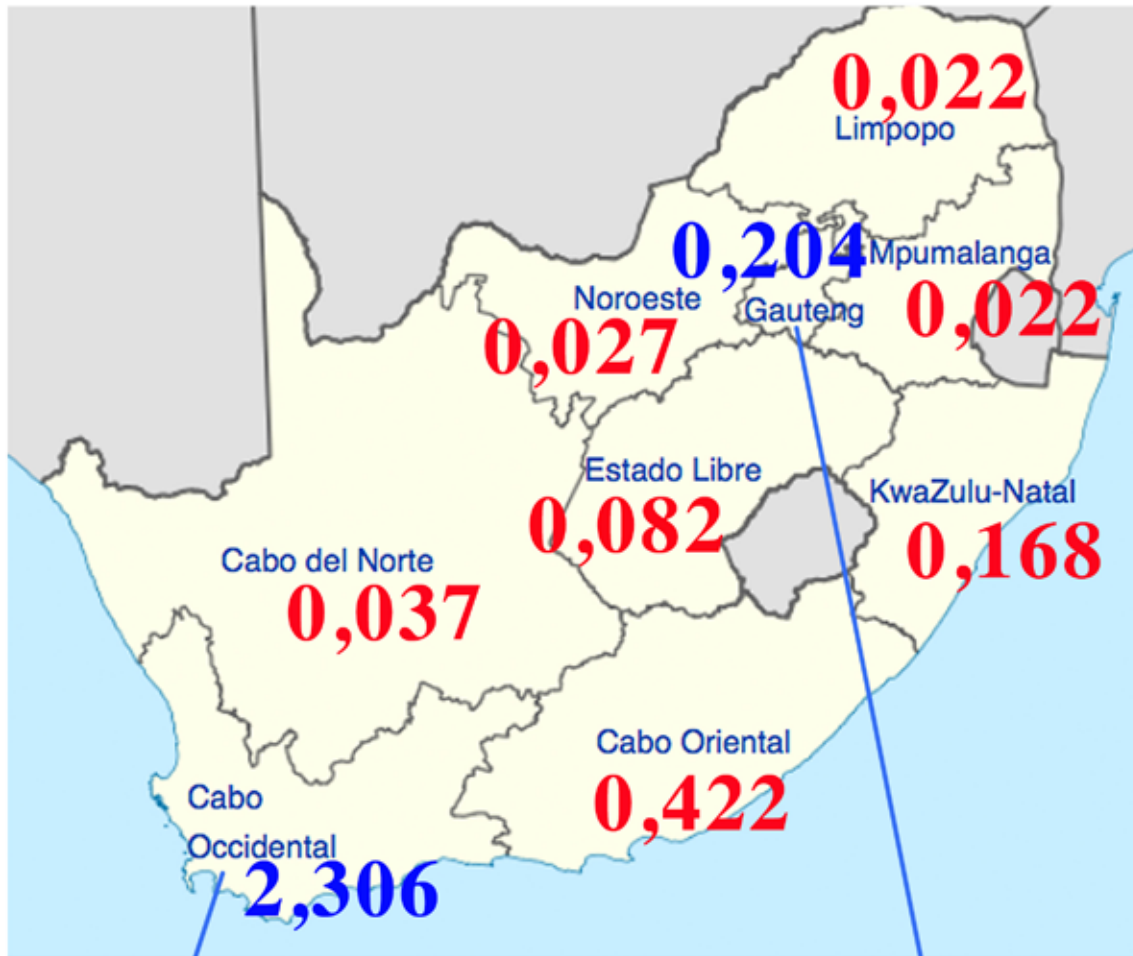 0,022
Limpopo
0,204
Mpumalanga
Noroeste
Gauteng
0,022
0,027
Estado Libre
KwaZulu-Natal
0,082
0,168
Cabo del Norte
0,037
Cabo Oriental
0,422
Cabo
Occidental
2,306